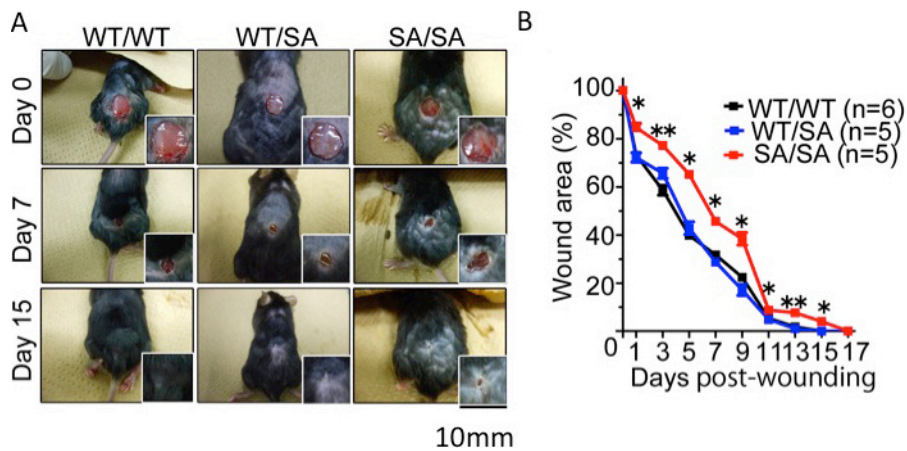 A
WT/WT WT/SA SA/SA
Day 0
Day 7
Day 15
10mm
B
100
80
60
40
20
0
Wound area (%)
* ** * * * * ** *
WT/WT (n=6)
WT/SA (n=5)
SA/SA (n=5)
1 3 5 7 9 11 13 15 17
Days post-wounding